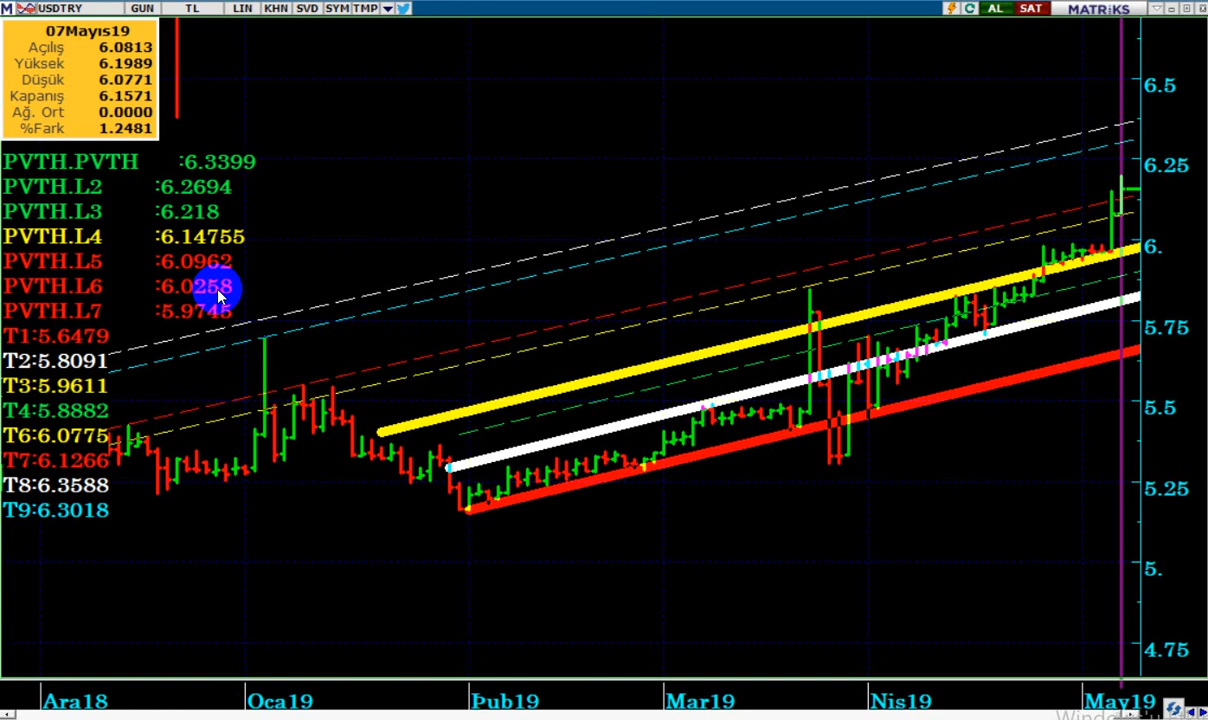 M USDTRY GUN TL LIN KHN SVD SYM TMP AL SAT MATRiKS
07Mayıs19
Açılış 6.0813
Yüksek 6.1989
Düşük 6.0771
Kapanış 6.1571
Ağ. Ort 0.0000
%Fark 1.2481
PVTH.PVTH :6.3399
PVTH.L2 :6.2694
PVTH.L3 :6.218
PVTH.L4 :6.14755
PVTH.L5 :6.0962
PVTH.L6 :6.0258
PVTH.L7 :5.9745
T1:5.6479
T2:5.8091
T3:5.9611
T4:5.8882
T6:6.0775
T7:6.1266
T8:6.3588
T9:6.3018
6.5
6.25
6.
5.75
5.5
5.25
5.
4.75
Ara18 Oca19 Þub19 Mar19 Nis19 May19